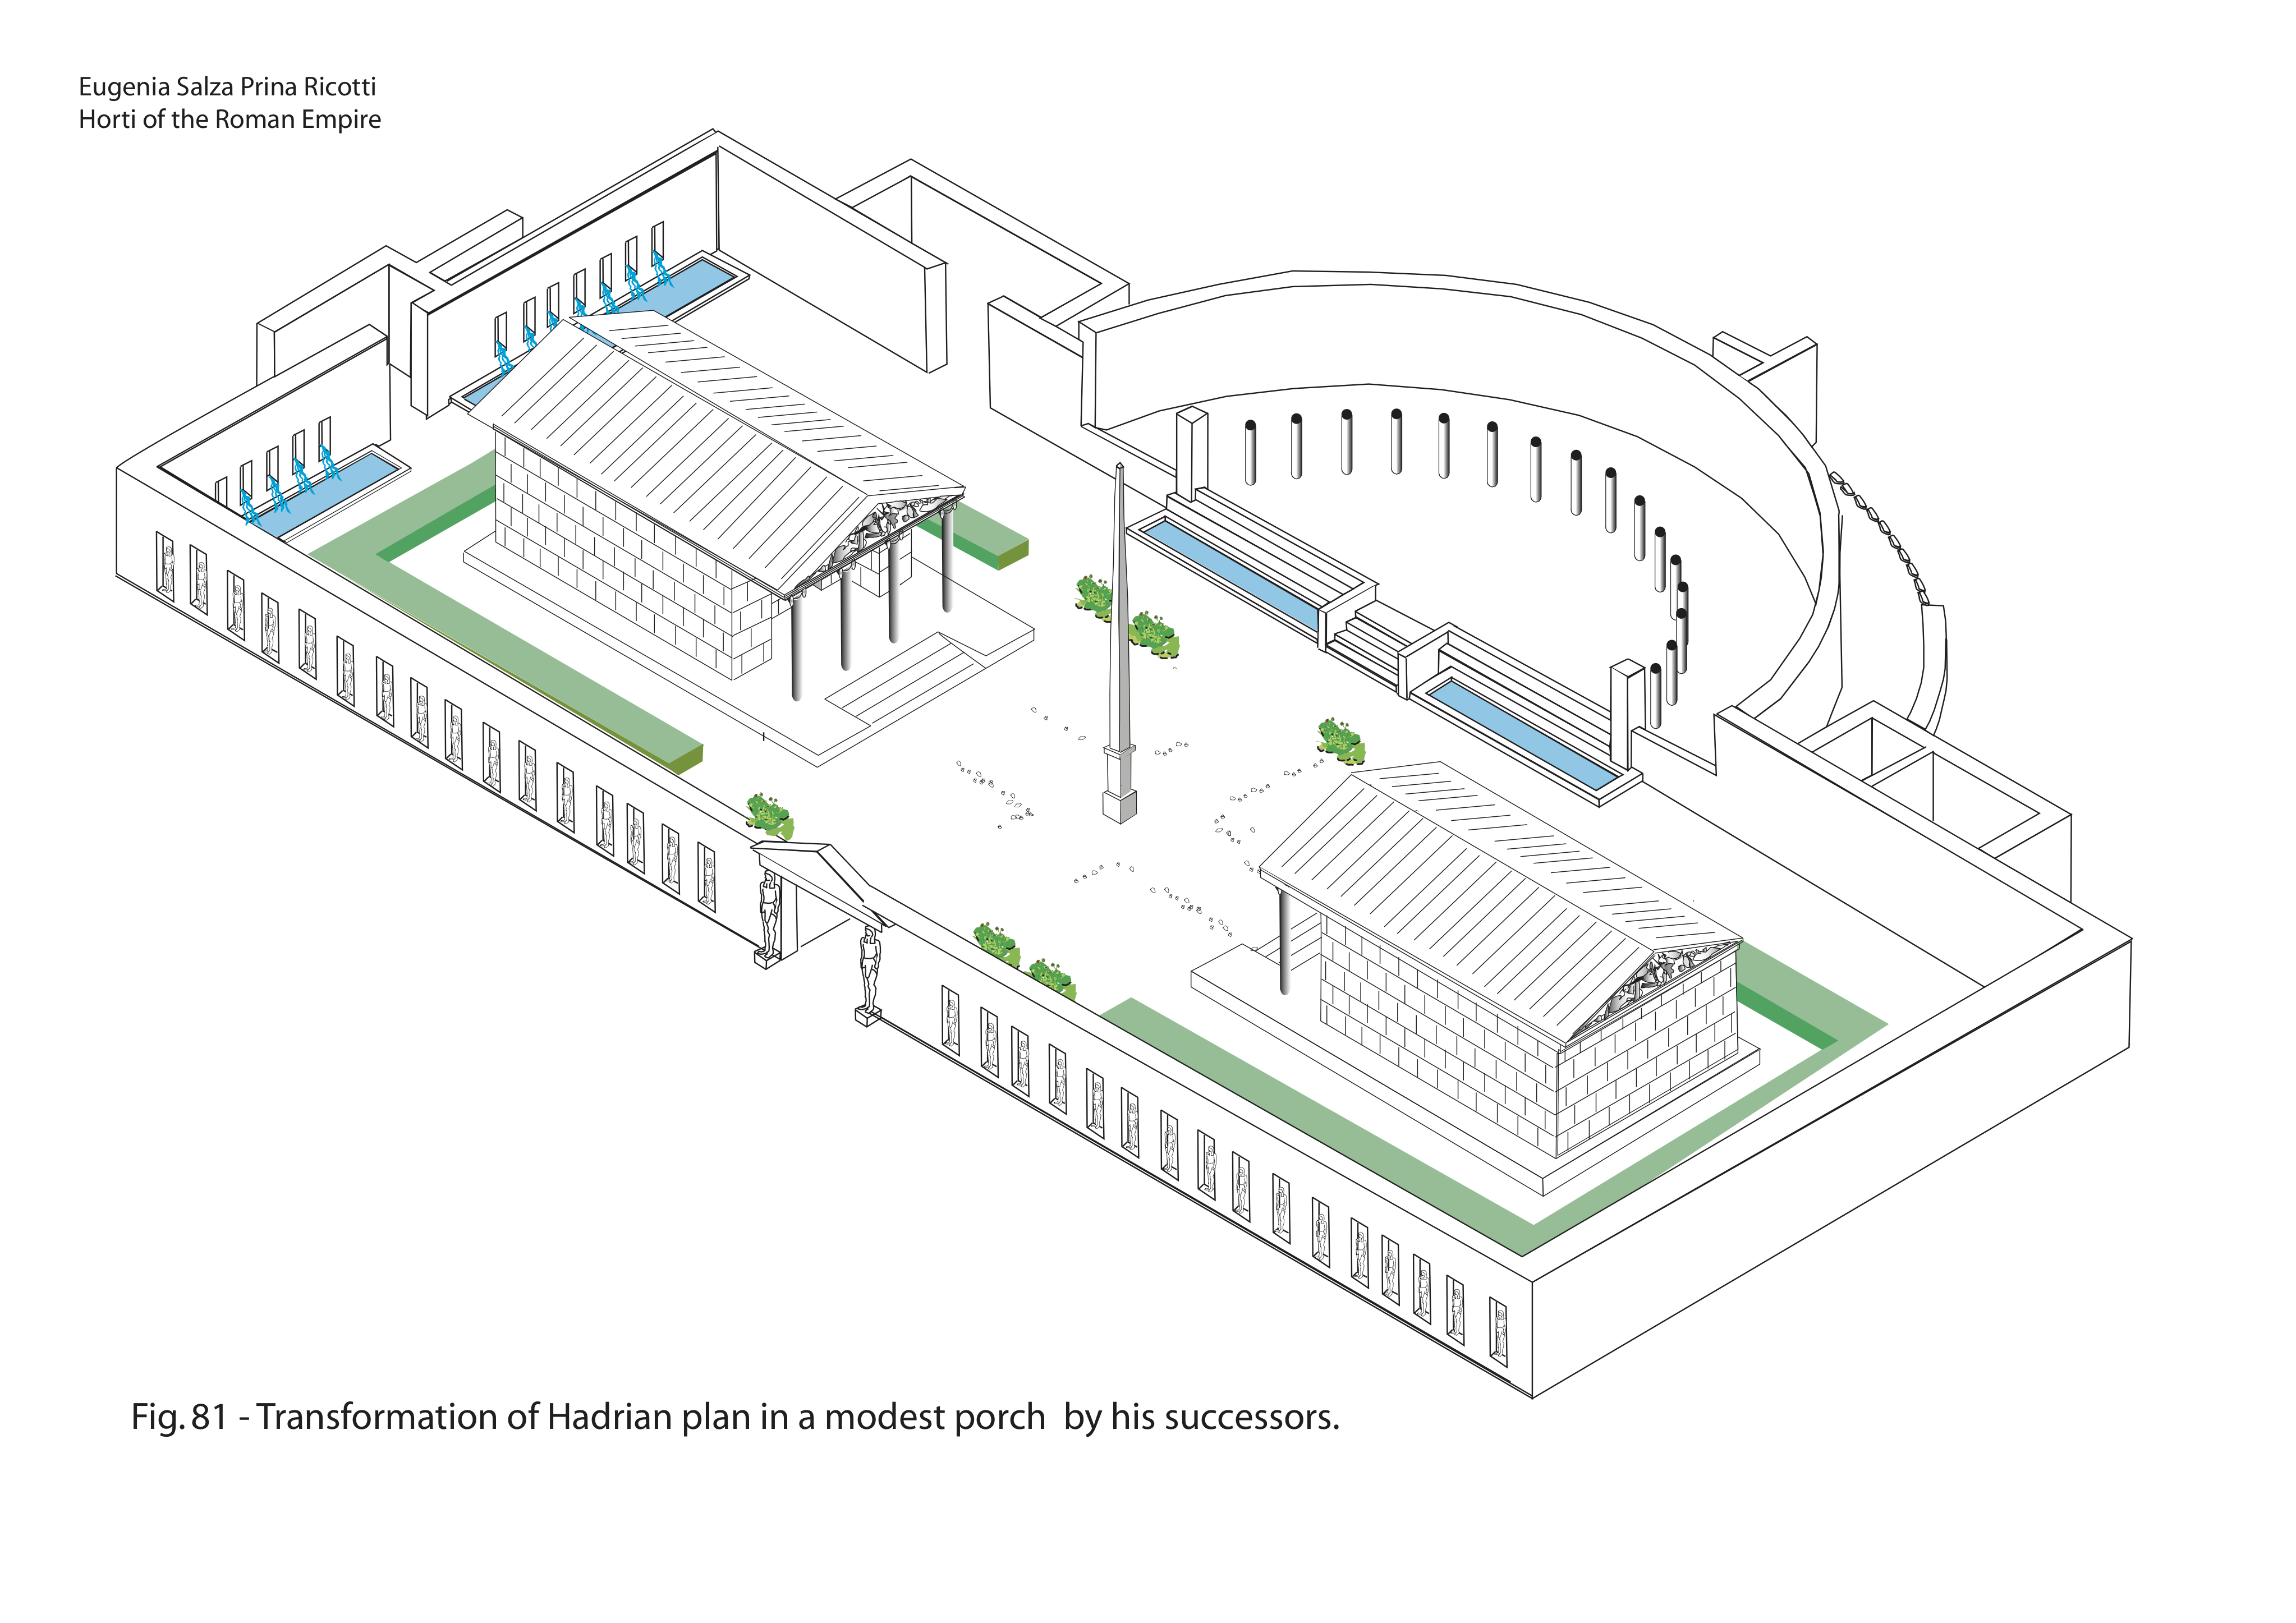 Eugenia Salza Prina Ricotti
Horti of the Roman Empire
Fig. 81 - Transformation of Hadrian plan in a modest porch  by his successors.